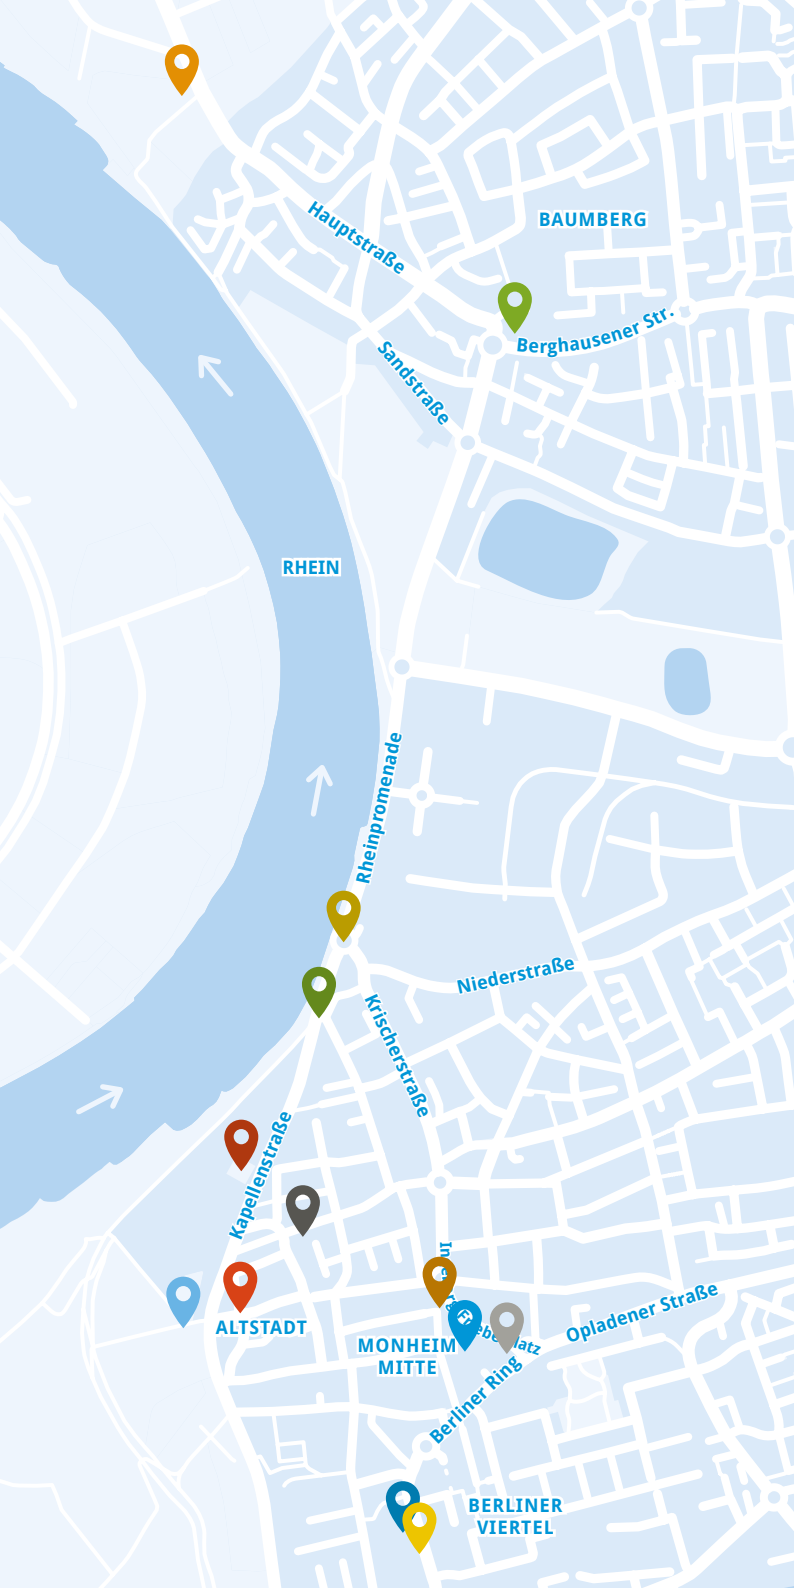 Hauptstraße
BAUMBERG
Berghausener Str.
Sandstraße
RHEIN
Rheinpromenade
Niederstraße
Krischerstraße
Kapellenstraße
Opladener Straße
ALTSTADT
MONHEIM
MITTE
Berliner Ring
BERLINER
VIERTEL